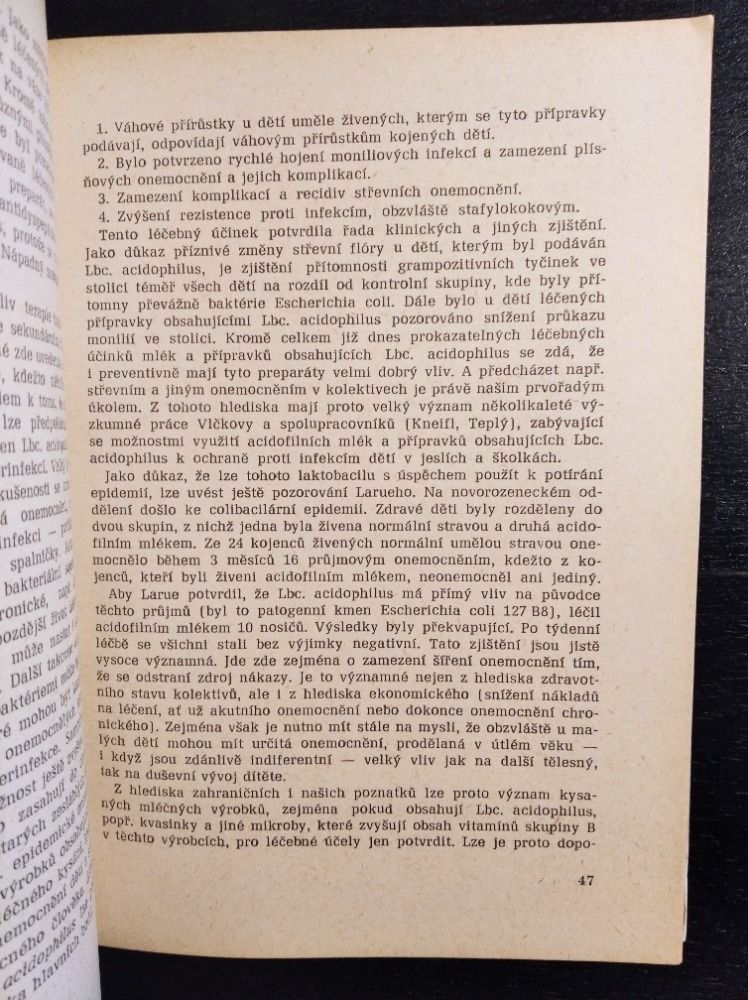 1. Váhové přírůstky u dětí uměle živených, kterým se tyto přípravky
podávají, odpovídají váhovým přírůstkům kojených dětí.
2. Bylo potvrzeno rychlé hojení moniliových infekcí a zamezení plís-
ňových onemocnění a jejich komplikací.
3. Zamezení komplikací a recidiv střevních onemocnění.
4. Zvýšení rezistence proti infekcím, obzvláště stafylokokovým.
Tento léčebný účinek potvrdila řada klinických a jiných zjištění.
Jako důkaz příznivé změny střevní flóry u dětí, kterým byl podáván
Lbc. acidophilus, je zjištění přítomnosti grampozitivních tyčinek ve
stolici téměř všech dětí na rozdíl od kontrolní skupiny, kde byly pří-
tomny převážně baktérie Escherichia coli. Dále bylo u dětí léčených
přípravky obsahujícími Lbc. acidophilus pozorováno snížení průkazu
monilií ve stolici. Kromě celkem již dnes prokazatelných léčebných
účinků mlék a přípravků obsahujících Lbc. acidophilus se zdá, že
i preventivně mají tyto preparáty velmi dobrý vliv. A předcházet např.
střevním a jiným onemocněním v kolektivech je právě naším prvořadým
úkolem. Z tohoto hlediska mají proto velký význam několikaleté vý-
zkumné práce Vlčkovy a spolupracovníků (Kneifl, Teplý), zabývající
se možnostmi využití acidofilních mlék a přípravků obsahujících Lbc.
acidophilus k ochraně proti infekcím dětí v jeslích a školkách.
Jako důkaz, že lze tohoto laktobacilu s úspěchem použít k potírání
epidemií, lze uvést ještě pozorování Larueho. Na novorozeneckém od-
dělení došlo ke colibacilární epidemii. Zdravé děti byly rozděleny do
dvou skupin, z nichž jedna byla živena normální stravou a druhá acido-
filním mlékem. Ze 24 kojenců živených normální umělou stravou one-
mocnělo během 3 měsíců 16 průjmovým onemocněním, kdežto z ko-
jenců, kteří byli živeni acidofilním mlékem, neonemocněl ani jediný.
Aby Larue potvrdil, že Lbc. acidophilus má přímý vliv na původce
těchto průjmů (byl to patogenní kmen Escherichia coli 127 B8), léčil
acidofilním mlékem 10 nosičů. Výsledky byly překvapující. Po týdenní
léčbě se všichni stali bez výjimky negativní. Tato zjištění jsou jistě
vysoce významná. Jde zde zejména o zamezení šíření onemocnění tím,
že se odstraní zdroj nákazy. Je to významné nejen z hlediska zdravot-
ního stavu kolektivů, ale i z hlediska ekonomického (snížení nákladů
na léčení, ať už akutního onemocnění nebo dokonce onemocnění chro-
nického). Zejména však je nutno mít stále na mysli, že obzvláště u ma-
lých dětí mohou mít určitá onemocnění, prodělaná v útlém věku —
i když jsou zdánlivě indiferentní — velký vliv jak na další tělesný,
tak na duševní vývoj dítěte.
Z hlediska zahraničních i našich poznatků lze proto význam kysa-
ných mléčných výrobků, zejména pokud obsahují Lbc. acidophilus,
popř. kvasinky a jiné mikroby, které zvyšují obsah vitamínů skupiny B
v těchto výrobcích, pro léčebné účely jen potvrdit. Lze je proto dopo-
47